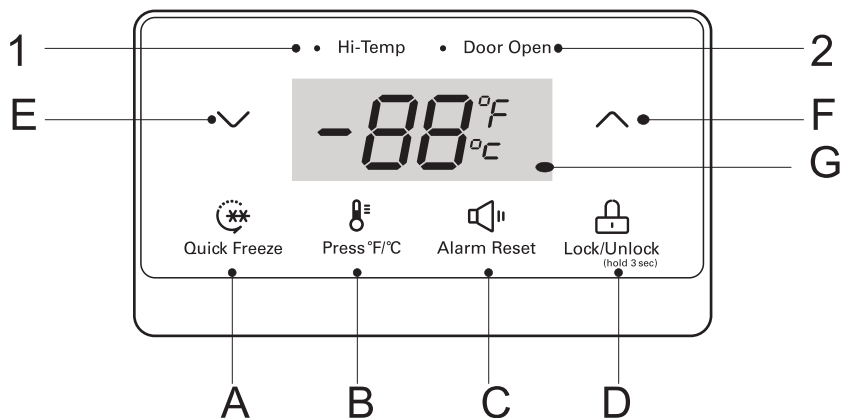 1 Hi-Temp Door Open 2
E F
-88 °F
°C
G
Quick Freeze Press °F/°C Alarm Reset Lock/Unlock
(hold 3 sec)
A B C D